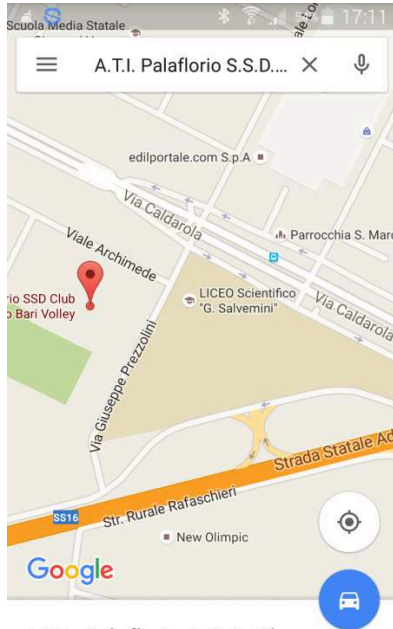 17:11
Scuola Media Statale
A.T.I. Palaflorio S.S.D....
edilportale.com S.p.A
Via Caldarola
Parrocchia S. Marc
Viale Archimede
rio SSD Club
o Bari Volley
LICEO Scientifico
"G. Salvemini"
Via Caldarola
Via Giuseppe Prezzolini
Strada Statale Ad
SS16
Str. Rurale Rafaschieri
New Olimpic
Google